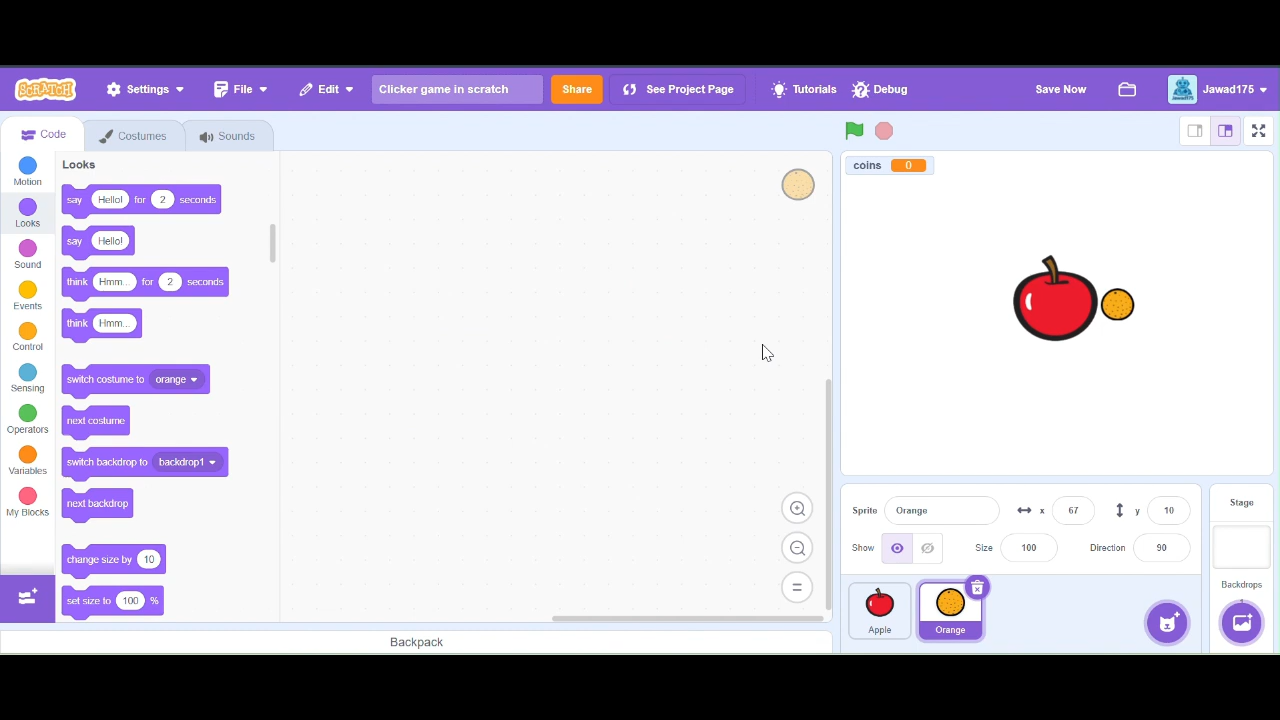 SCRATCH Settings File Edit Clicker game in scratch Share See Project Page Tutorials Debug Save Now Jawad175
Code Costumes Sounds
Motion
Looks
Sound
Events
Control
Sensing
Operators
Variables
My Blocks
Looks
say Hello! for 2 seconds
say Hello!
think Hmm... for 2 seconds
think Hmm...
switch costume to orange
next costume
switch backdrop to backdrop1
next backdrop
change size by 10
set size to 100 %
Backpack
coins 0
Sprite Orange x 67 y 10
Show Size 100 Direction 90
Apple
Orange
Stage
Backdrops